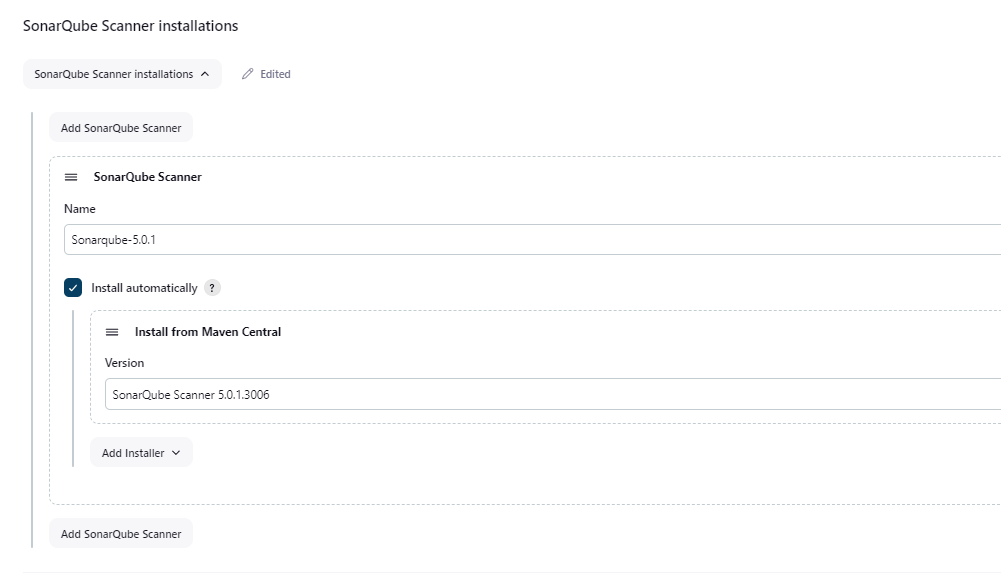 SonarQube Scanner installations
SonarQube Scanner installations
Edited
Add SonarQube Scanner
SonarQube Scanner
Name
Sonarqube-5.0.1
Install automatically ?
Install from Maven Central
Version
SonarQube Scanner 5.0.1.3006
Add Installer
Add SonarQube Scanner